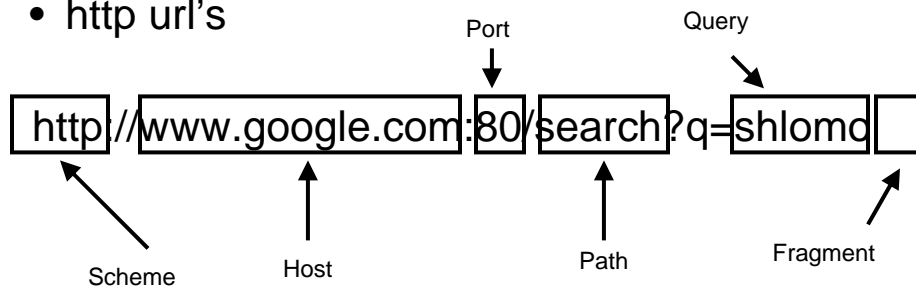 • http url's
Port
Query
http://www.google.com:80/search?q=shlomo
Scheme
Host
Path
Fragment